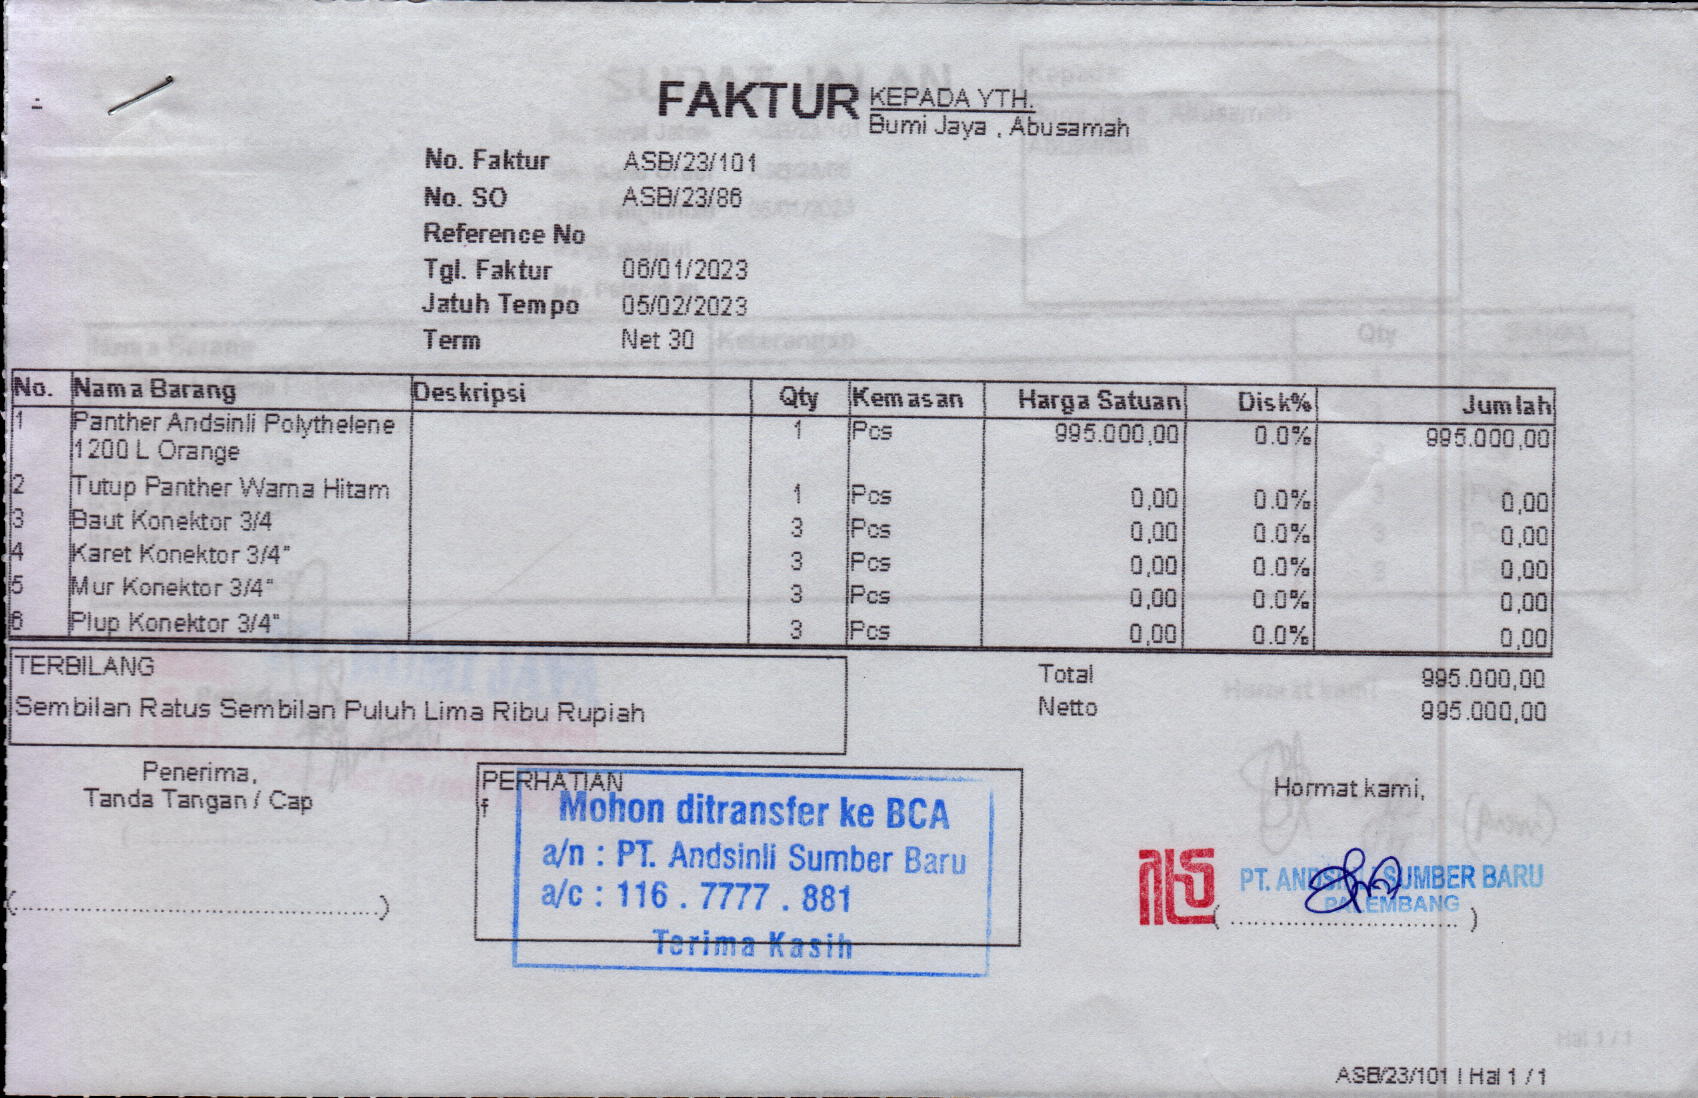 FAKTUR
KEPADA YTH.
Bumi Jaya , Abusamah
No. Faktur ASB/23/101
No. SO ASB/23/86
Reference No
Tgl. Faktur 06/01/2023
Jatuh Tempo 05/02/2023
Term Net 30
No. Nama Barang Deskripsi Qty Kemasan Harga Satuan Disk% Jumlah
1 Panther Andsinli Polythelene 1 Pcs 995.000,00 0.0% 995.000,00
1200 L Orange
2 Tutup Panther Warna Hitam 1 Pcs 0,00 0.0% 0,00
3 Baut Konektor 3/4 3 Pcs 0,00 0.0% 0,00
4 Karet Konektor 3/4" 3 Pcs 0,00 0.0% 0,00
5 Mur Konektor 3/4" 3 Pcs 0,00 0.0% 0,00
6 Plup Konektor 3/4" 3 Pcs 0,00 0.0% 0,00
TERBILANG
Sembilan Ratus Sembilan Puluh Lima Ribu Rupiah
Total 995.000,00
Netto 995.000,00
Penerima,
Tanda Tangan / Cap
(........................................)
PERHATIAN
f
Mohon ditransfer ke BCA
a/n : PT. Andsinli Sumber Baru
a/c : 116 . 7777 . 881
Terima Kasih
Hormat kami,
PT. ANDSINLI SUMBER BARU
PALEMBANG
(............................)
ASB/23/101 | Hal 1 / 1